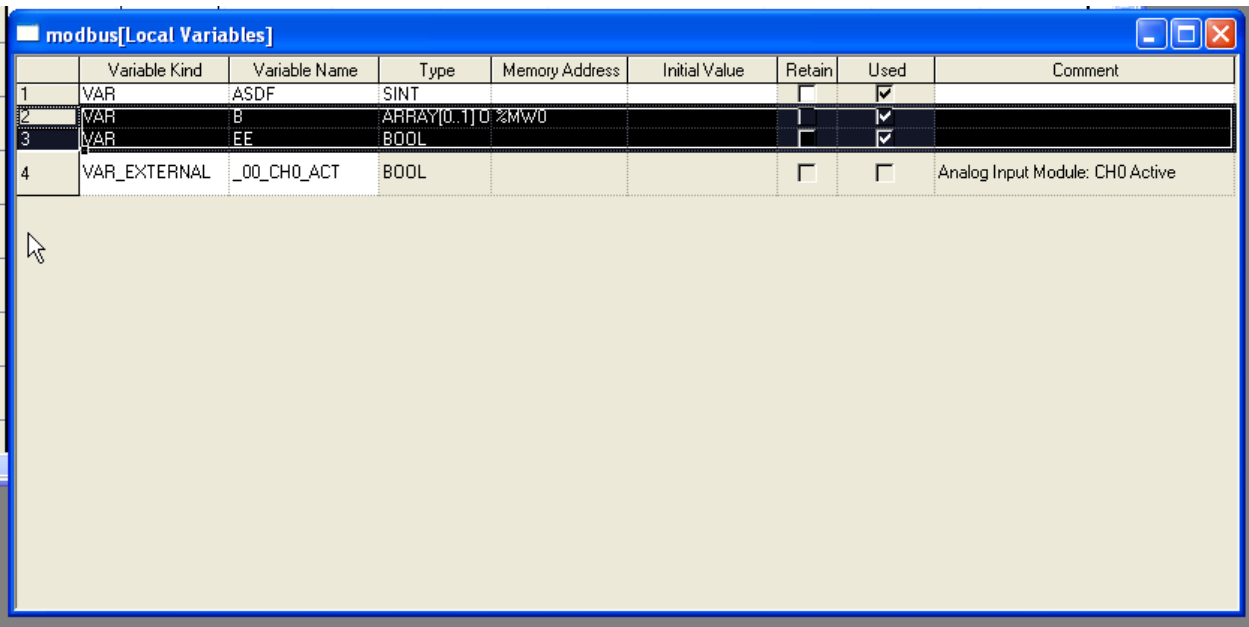 modbus[Local Variables]
Variable Kind Variable Name Type Memory Address Initial Value Retain Used Comment
1 VAR ASDF SINT
2 VAR B ARRAY[0..1] O %MW0
3 VAR EE BOOL
4 VAR_EXTERNAL _00_CH0_ACT BOOL Analog Input Module: CH0 Active